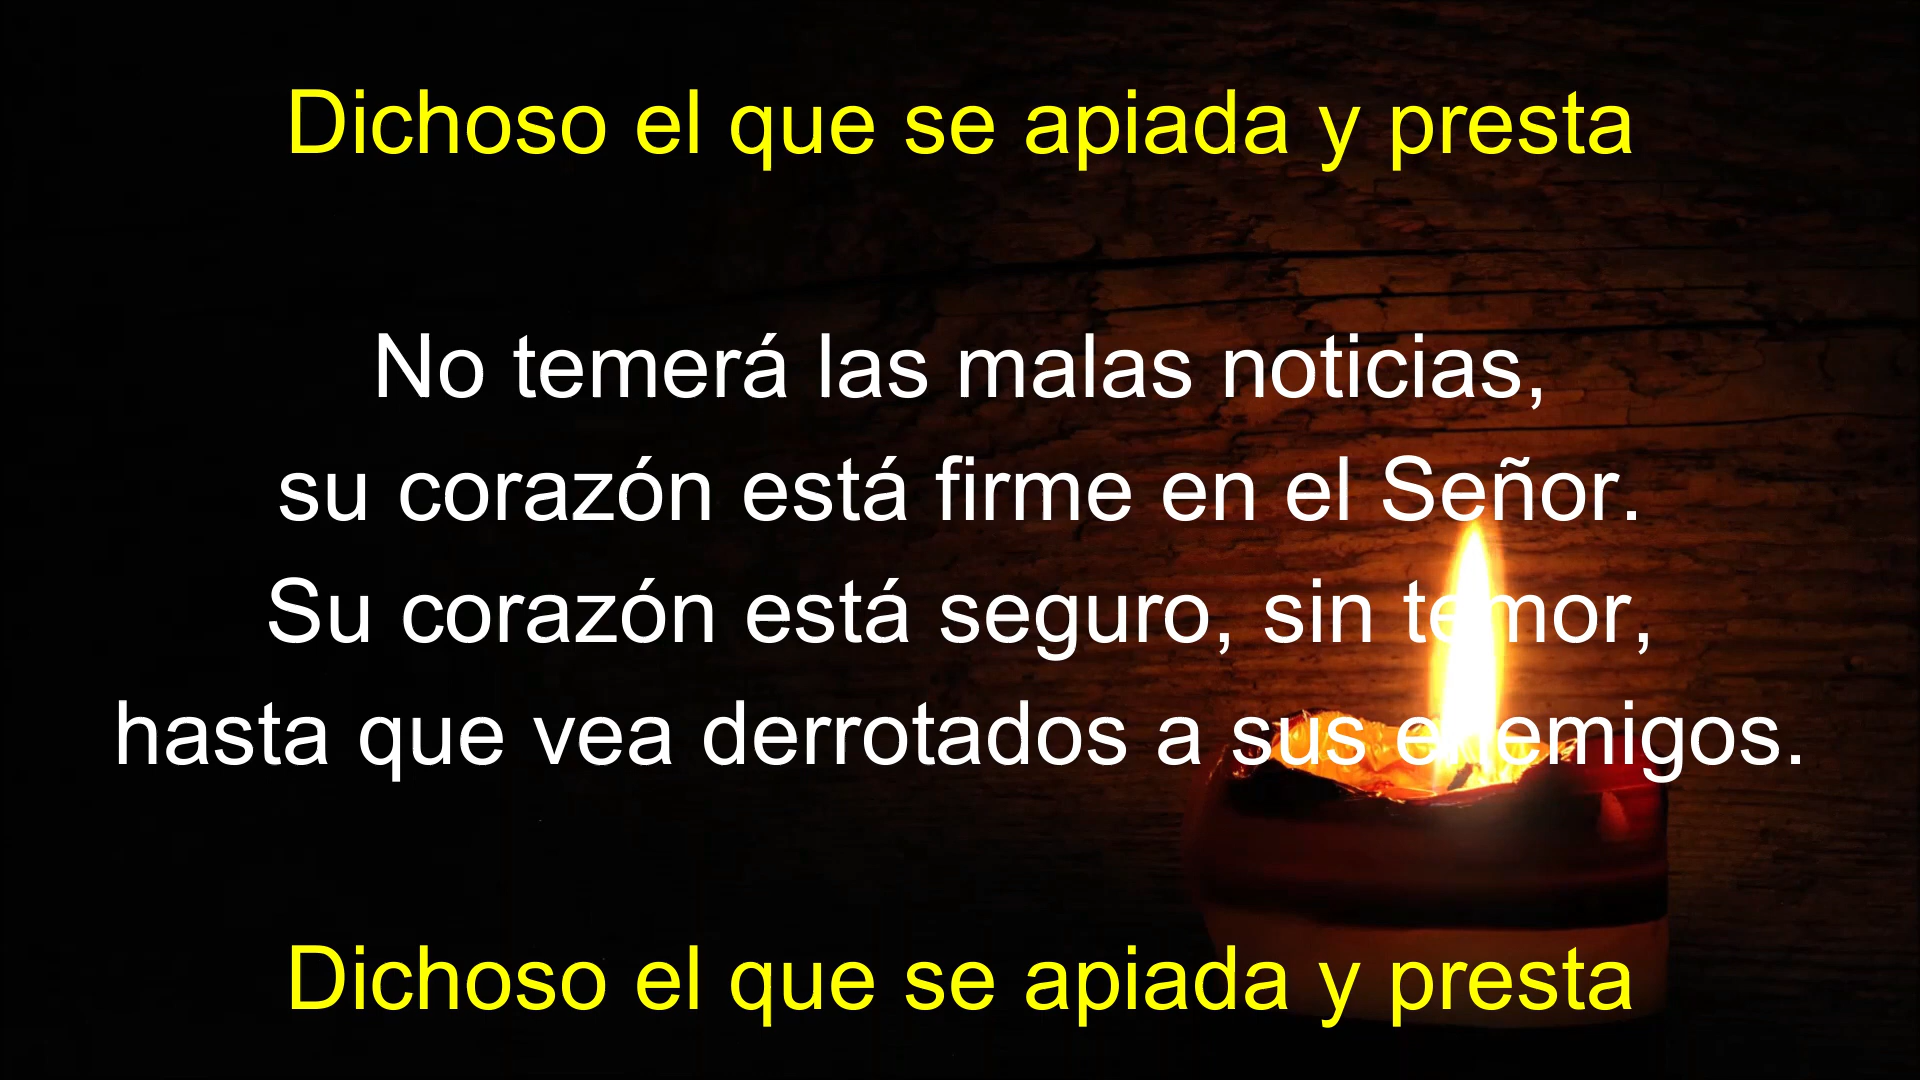 Dichoso el que se apiada y presta
No temerá las malas noticias,
su corazón está firme en el Señor.
Su corazón está seguro, sin temor,
hasta que vea derrotados a sus enemigos.
Dichoso el que se apiada y presta